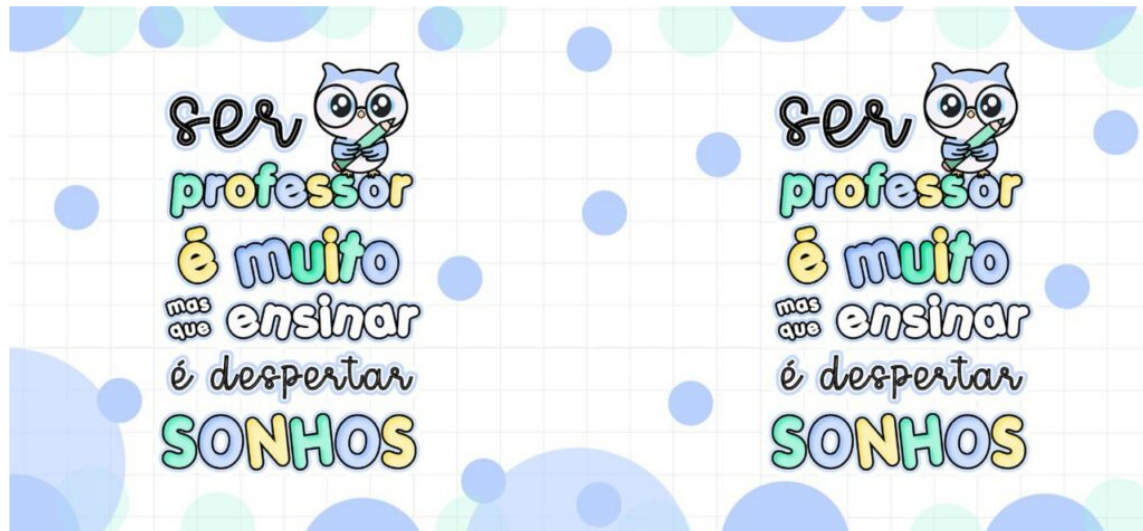 ser
professor
é muito
mas
que ensinar
é despertar
SONHOS
ser
professor
é muito
mas
que ensinar
é despertar
SONHOS